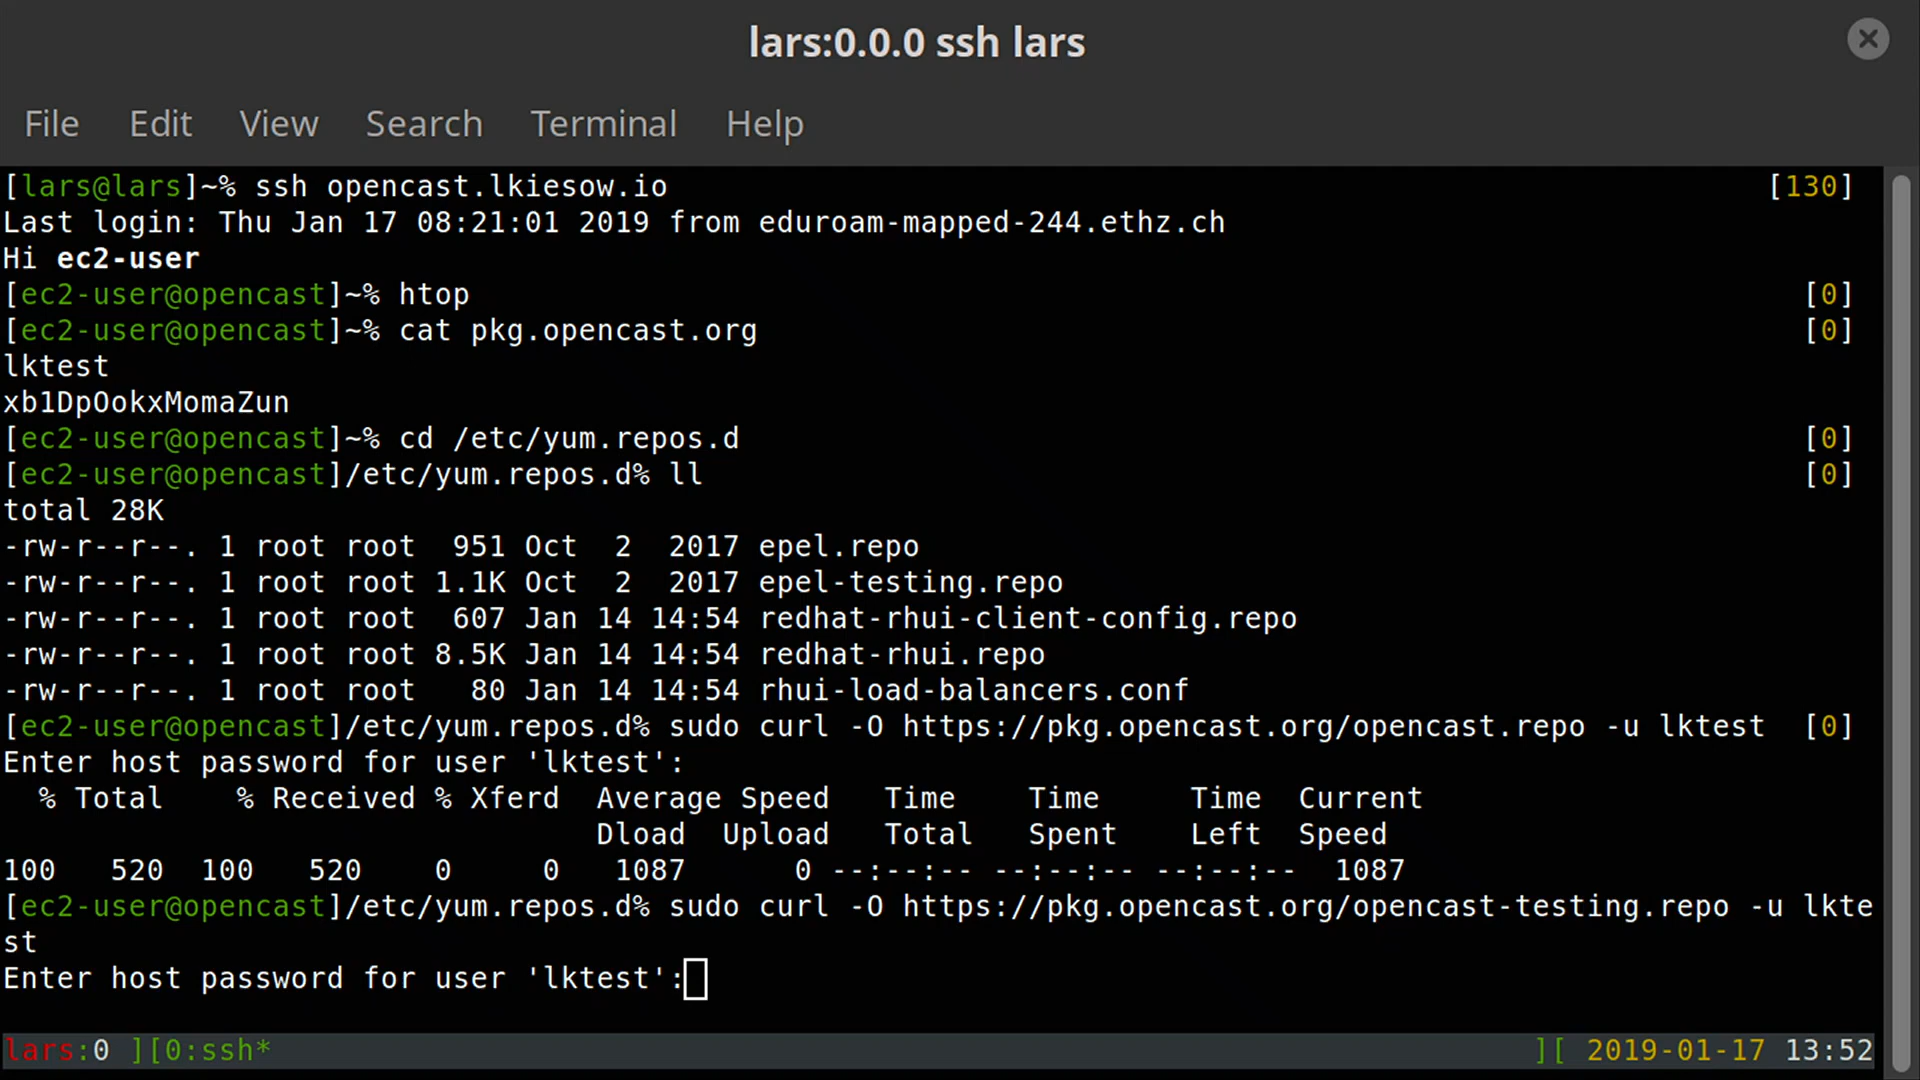 lars:0.0.0 ssh lars
File Edit View Search Terminal Help
[lars@lars]~% ssh opencast.lkiesow.io [130]
Last login: Thu Jan 17 08:21:01 2019 from eduroam-mapped-244.ethz.ch
Hi ec2-user
[ec2-user@opencast]~% htop [0]
[ec2-user@opencast]~% cat pkg.opencast.org [0]
lktest
xb1DpOokxMomaZun
[ec2-user@opencast]~% cd /etc/yum.repos.d [0]
[ec2-user@opencast]/etc/yum.repos.d% ll [0]
total 28K
-rw-r--r--. 1 root root  951 Oct  2  2017 epel.repo
-rw-r--r--. 1 root root 1.1K Oct  2  2017 epel-testing.repo
-rw-r--r--. 1 root root  607 Jan 14 14:54 redhat-rhui-client-config.repo
-rw-r--r--. 1 root root 8.5K Jan 14 14:54 redhat-rhui.repo
-rw-r--r--. 1 root root   80 Jan 14 14:54 rhui-load-balancers.conf
[ec2-user@opencast]/etc/yum.repos.d% sudo curl -O https://pkg.opencast.org/opencast.repo -u lktest [0]
Enter host password for user 'lktest':
% Total % Received % Xferd Average Speed Time Time Time Current
Dload Upload Total Spent Left Speed
100 520 100 520 0 0 1087 0 --:--:-- --:--:-- --:--:-- 1087
[ec2-user@opencast]/etc/yum.repos.d% sudo curl -O https://pkg.opencast.org/opencast-testing.repo -u lkte
st
Enter host password for user 'lktest':
lars:0 ][0:ssh* ][ 2019-01-17 13:52